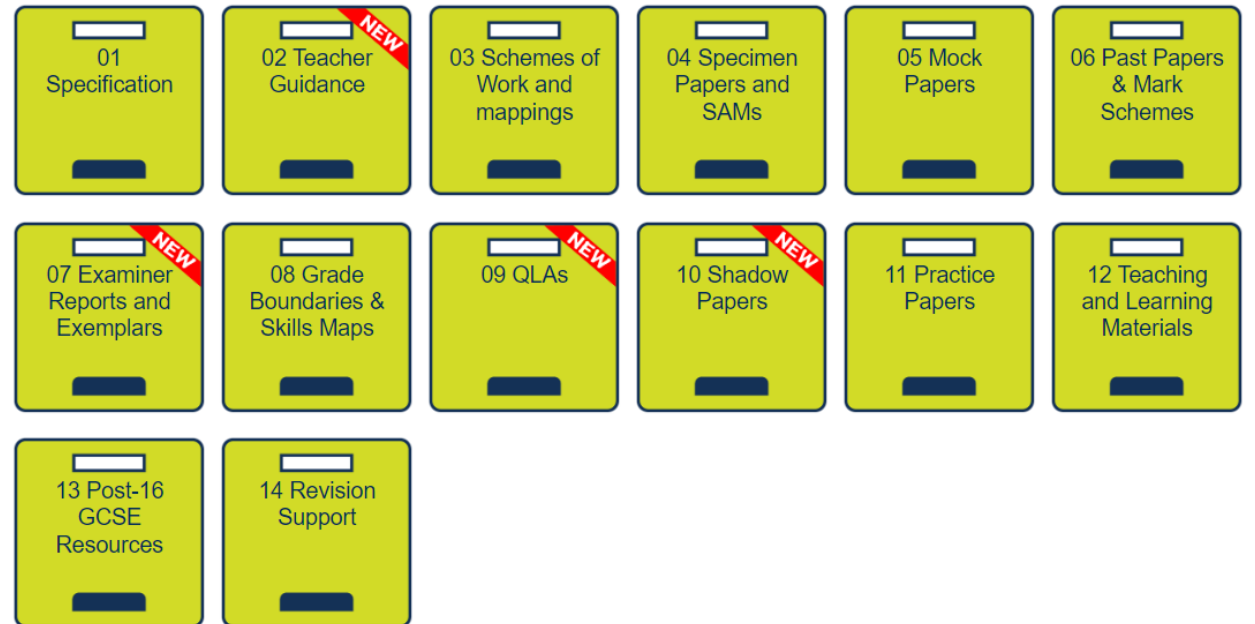 01
Specification
NEW
02 Teacher
Guidance
03 Schemes of
Work and
mappings
04 Specimen
Papers and
SAMs
05 Mock
Papers
06 Past Papers
& Mark
Schemes
NEW
07 Examiner
Reports and
Exemplars
08 Grade
Boundaries &
Skills Maps
NEW
09 QLAs
NEW
10 Shadow
Papers
11 Practice
Papers
12 Teaching
and Learning
Materials
13 Post-16
GCSE
Resources
14 Revision
Support